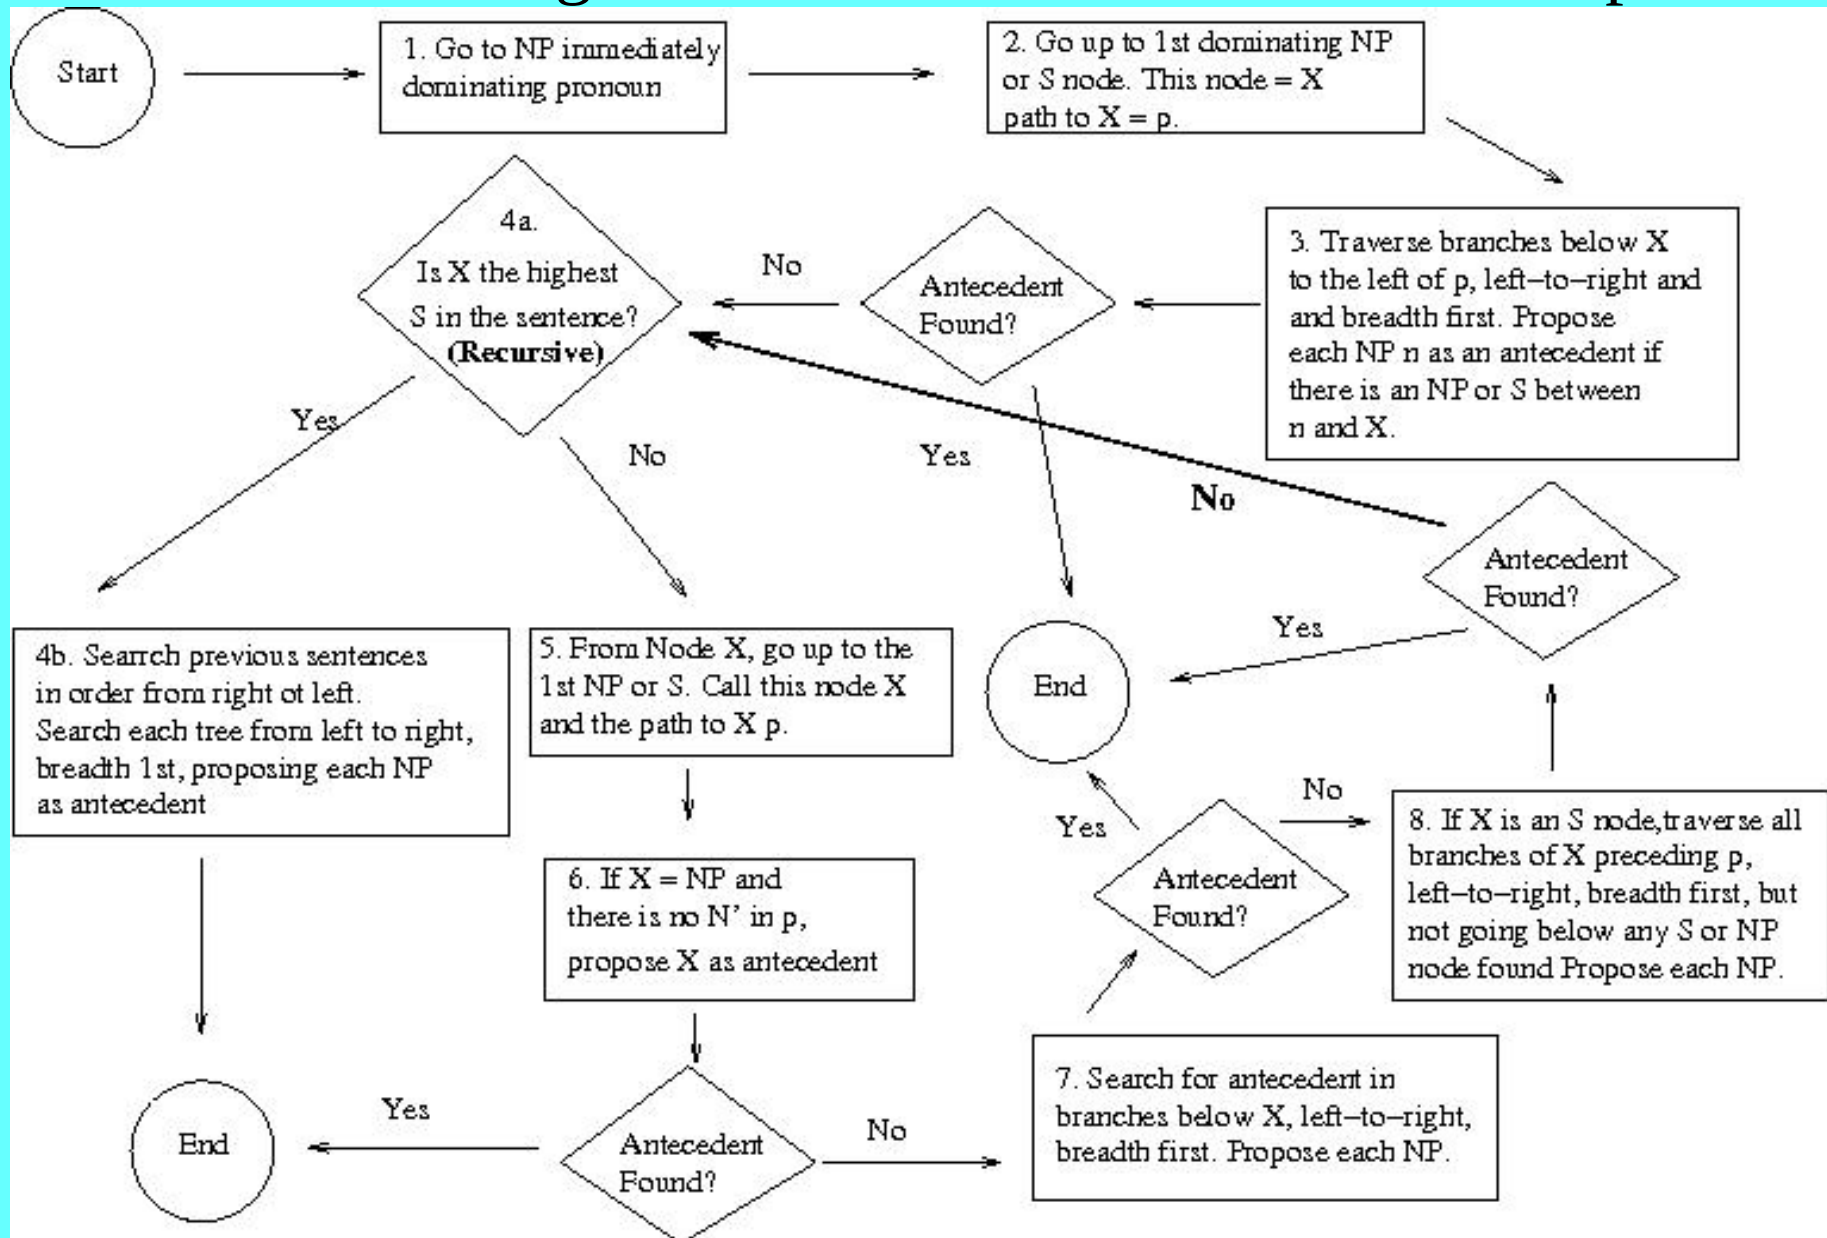 Start
1. Go to NP immediately
dominating pronoun
2. Go up to 1st dominating NP
or S node. This node = X
path to X = p.
3. Traverse branches below X
to the left of p, left-to-right and
and breadth first. Propose
each NP n as an antecedent if
there is an NP or S between
n and X.
Antecedent
Found?
No
Yes
4a.
Is X the highest
S in the sentence?
(Recursive)
Yes
No
No
Antecedent
Found?
Yes
End
4b. Searrch previous sentences
in order from right ot left.
Search each tree from left to right,
breadth 1st, proposing each NP
as antecedent
5. From Node X, go up to the
1st NP or S. Call this node X
and the path to X p.
6. If X = NP and
there is no N' in p,
propose X as antecedent
Yes
No
Antecedent
Found?
8. If X is an S node,traverse all
branches of X preceding p,
left-to-right, breadth first, but
not going below any S or NP
node found Propose each NP.
7. Search for antecedent in
branches below X, left-to-right,
breadth first. Propose each NP.
End
Yes
Antecedent
Found?
No